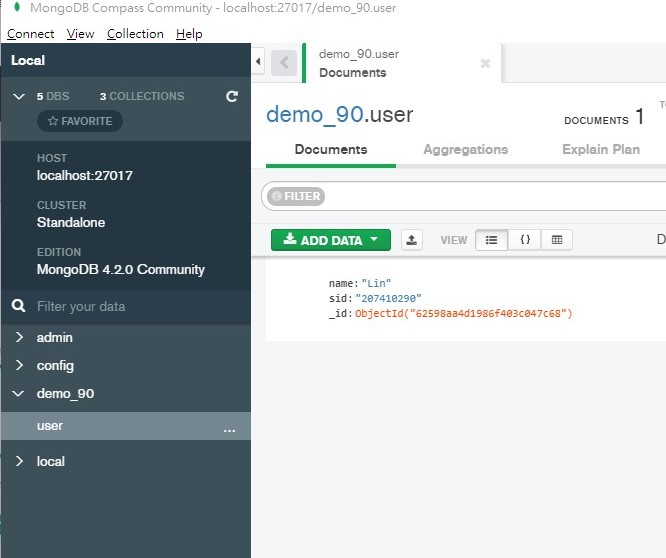 MongoDB Compass Community - localhost:27017/demo_90.user
Connect View Collection Help
Local
5 DBS 3 COLLECTIONS
FAVORITE
HOST
localhost:27017
CLUSTER
Standalone
EDITION
MongoDB 4.2.0 Community
Filter your data
admin
config
demo_90
user ...
local
demo_90.user
Documents
demo_90.user
DOCUMENTS 1
Documents Aggregations Explain Plan
FILTER
ADD DATA VIEW {} D
name: "Lin"
sid: "207410290"
_id: ObjectId("62598aa4d1986f403c047c68")